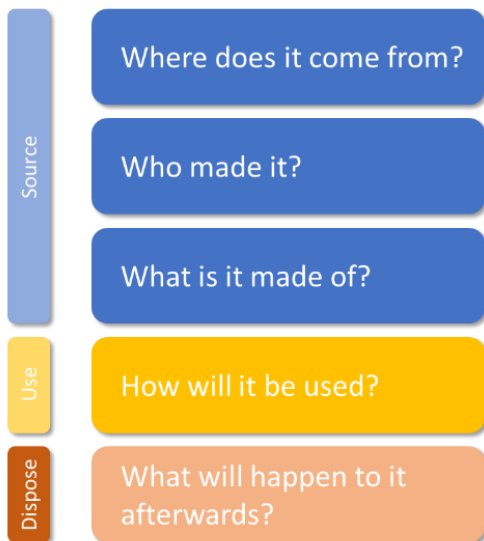 Source
Where does it come from?
Who made it?
What is it made of?
Use
How will it be used?
Dispose
What will happen to it
afterwards?